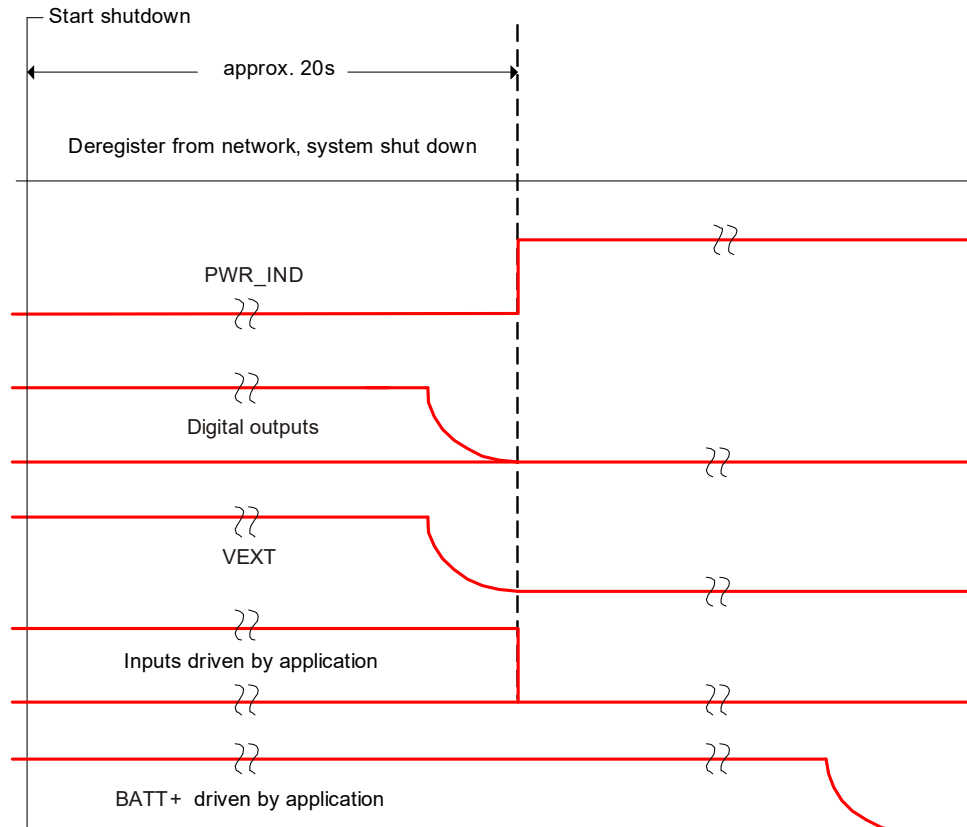 Start shutdown
approx. 20s
Deregister from network, system shut down
PWR_IND
Digital outputs
VEXT
Inputs driven by application
BATT+ driven by application